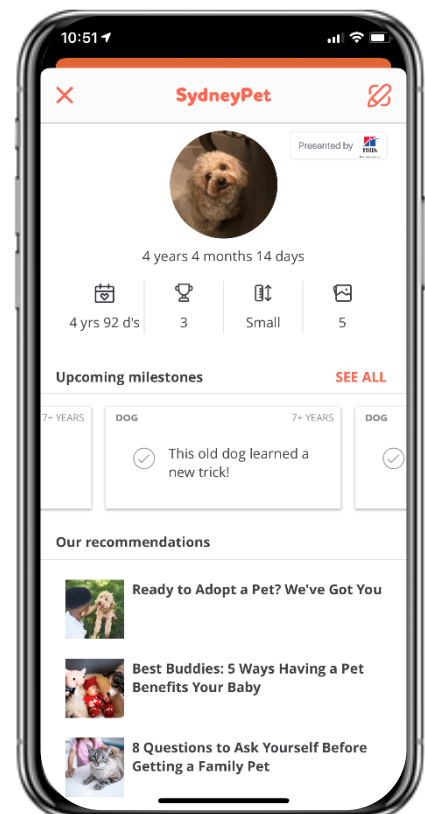 10:51
SydneyPet
Presented by
Hill's
4 years 4 months 14 days
4 yrs 92 d's
3
Small
5
Upcoming milestones
SEE ALL
7+ YEARS
DOG
7+ YEARS
This old dog learned a
new trick!
DOG
Our recommendations
Ready to Adopt a Pet? We've Got You
Best Buddies: 5 Ways Having a Pet
Benefits Your Baby
8 Questions to Ask Yourself Before
Getting a Family Pet